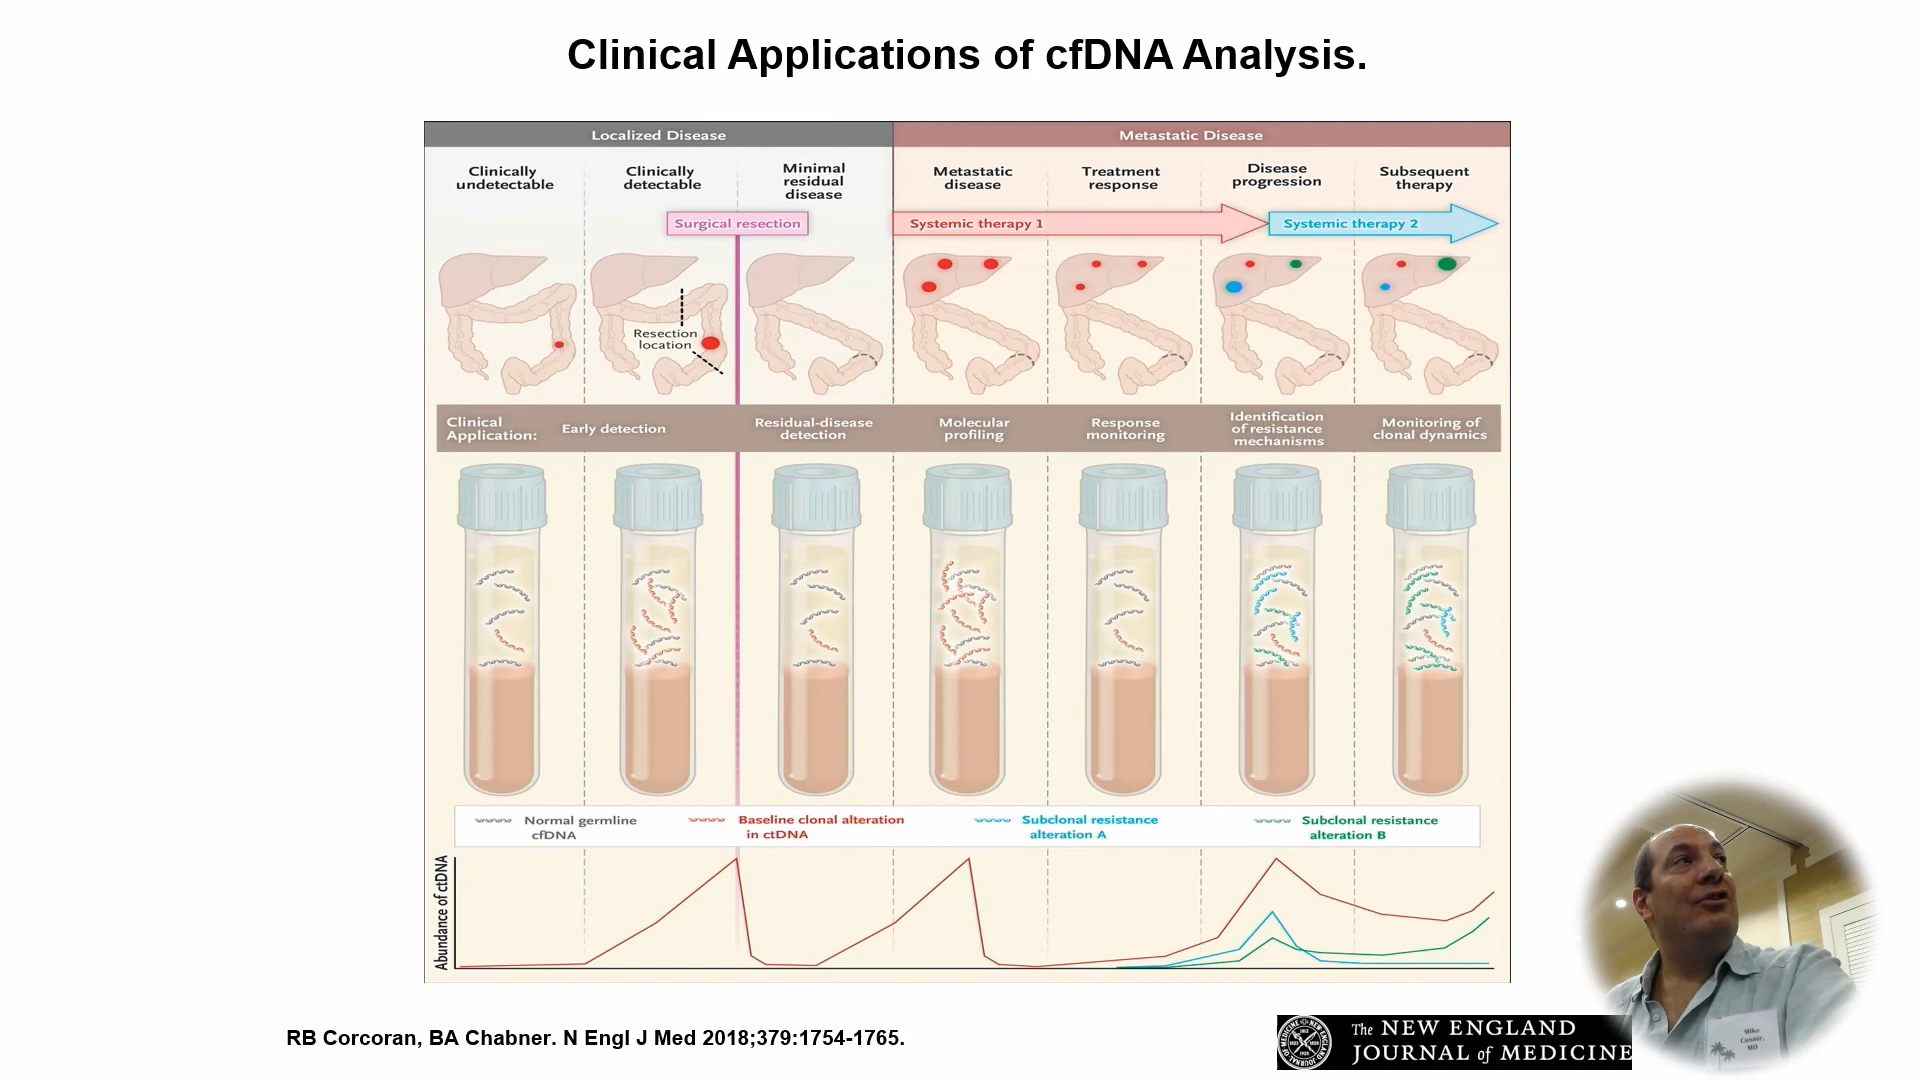 Clinical Applications of cfDNA Analysis.
Localized Disease
Metastatic Disease
Clinically
undetectable
Clinically
detectable
Minimal
residual
disease
Metastatic
disease
Treatment
response
Disease
progression
Subsequent
therapy
Surgical resection
Systemic therapy 1
Systemic therapy 2
Resection
location
Clinical
Application:
Early detection
Residual-disease
detection
Molecular
profiling
Response
monitoring
Identification
of resistance
mechanisms
Monitoring of
clonal dynamics
Normal germline
cfDNA
Baseline clonal alteration
in ctDNA
Subclonal resistance
alteration A
Subclonal resistance
alteration B
Abundance of ctDNA
RB Corcoran, BA Chabner. N Engl J Med 2018;379:1754-1765.
The NEW ENGLAND
JOURNAL of MEDICINE
Mike
Cusnir,
MD